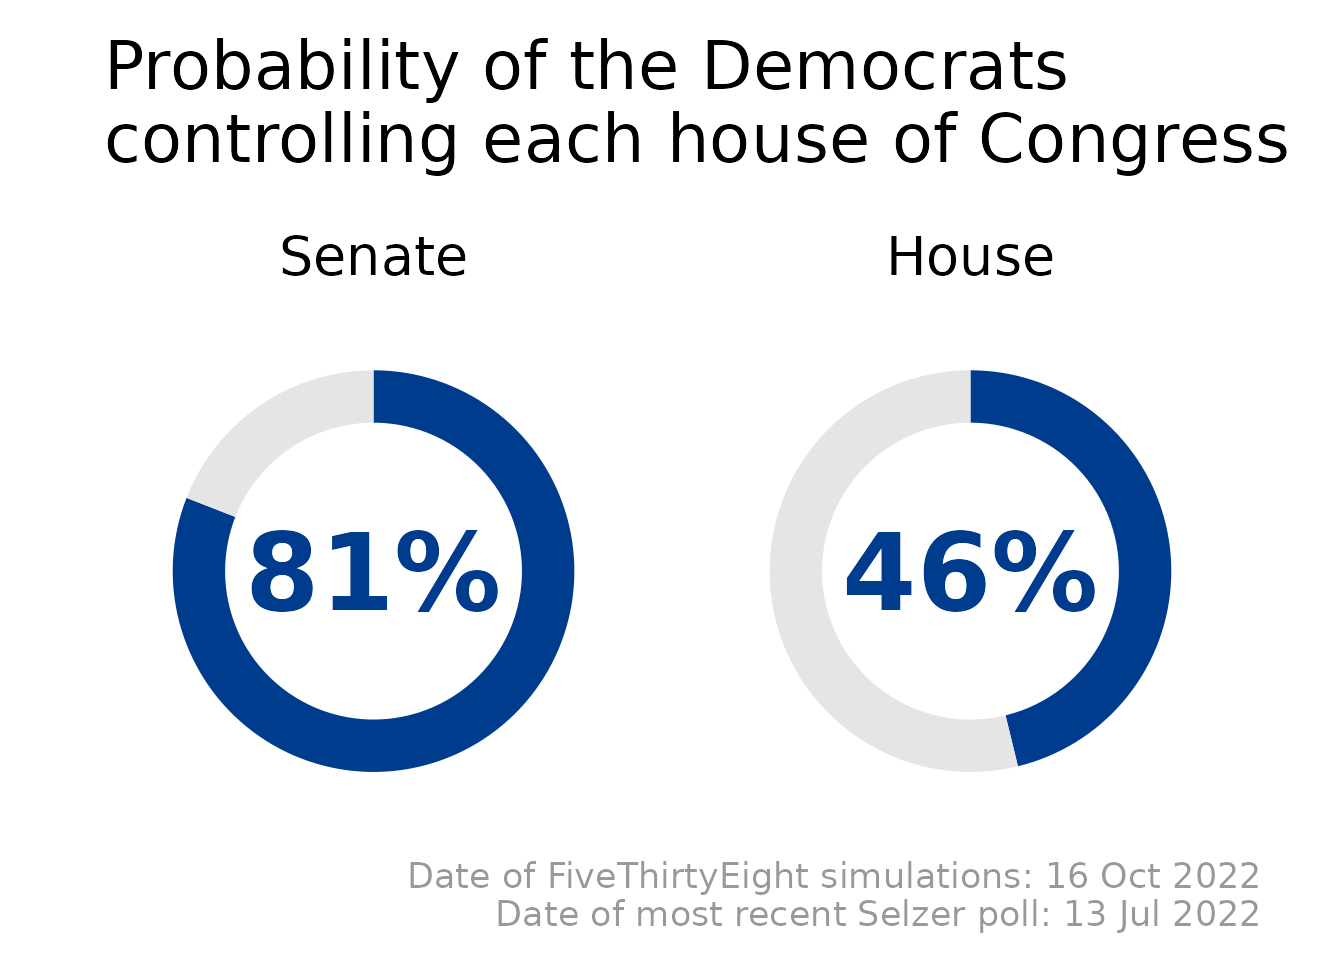 Probability of the Democrats
controlling each house of Congress
Senate
House
81%
46%
Date of FiveThirtyEight simulations: 16 Oct 2022
Date of most recent Selzer poll: 13 Jul 2022